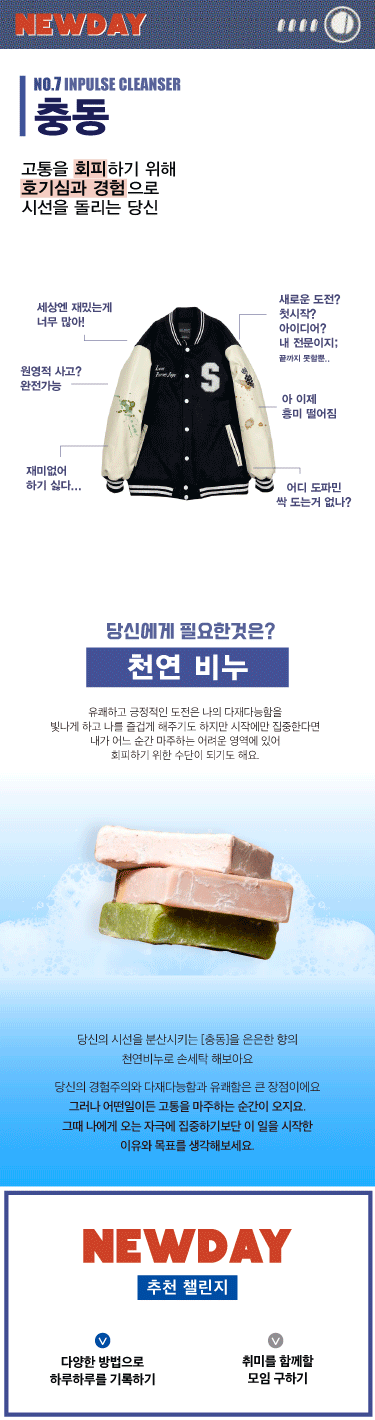 NEWDAY
NO.7 INPULSE CLEANSER
충동
고통을 회피하기 위해
호기심과 경험으로
시선을 돌리는 당신
세상엔 재밌는게
너무 많아!
새로운 도전?
첫시작?
아이디어?
내 전문이지;
끝까지 못할뿐..
원영적 사고?
완전가능
아 이제
흥미 떨어짐
재미없어
하기 싫다...
어디 도파민
싹 도는거 없나?
S
당신에게 필요한것은?
천연 비누
유쾌하고 긍정적인 도전은 나의 다재다능함을
빛나게 하고 나를 즐겁게 해주기도 하지만 시작에만 집중한다면
내가 어느 순간 마주하는 어려운 영역에 있어
회피하기 위한 수단이 되기도 해요.
당신의 시선을 분산시키는 [충동]을 은은한 향의
천연비누로 손세탁 해보아요
당신의 경험주의와 다재다능함과 유쾌함은 큰 장점이에요
그러나 어떤일이든 고통을 마주하는 순간이 오지요.
그때 나에게 오는 자극에 집중하기보단 이 일을 시작한
이유와 목표를 생각해보세요.
NEWDAY
추천 챌린지
다양한 방법으로
하루하루를 기록하기
취미를 함께할
모임 구하기